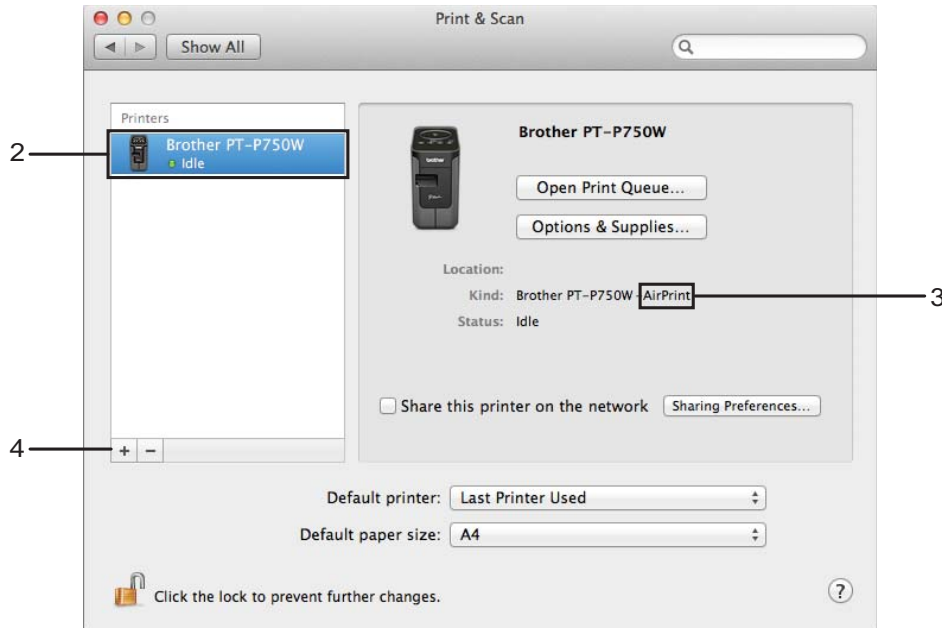 Print & Scan
Show All
Printers
Brother PT-P750W
Idle
2
Brother PT-P750W
Open Print Queue...
Options & Supplies...
Location:
Kind: Brother PT-P750W - AirPrint
3
Status: Idle
Share this printer on the network Sharing Preferences...
4
+ −
Default printer: Last Printer Used
Default paper size: A4
Click the lock to prevent further changes.
?